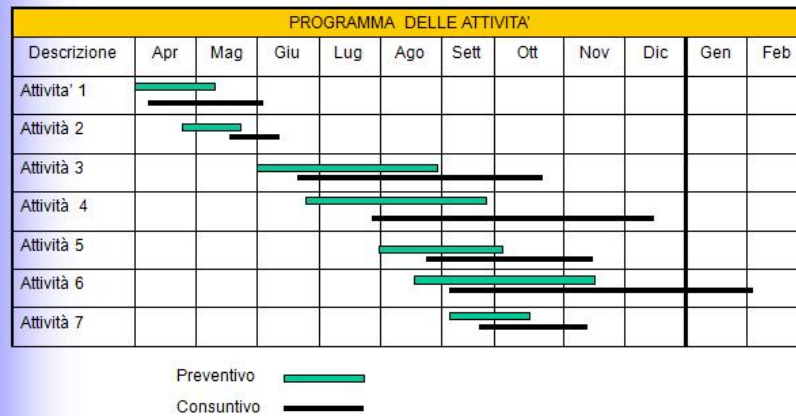 PROGRAMMA DELLE ATTIVITA'
Descrizione Apr Mag Giu Lug Ago Sett Ott Nov Dic Gen Feb
Attivita' 1
Attività 2
Attività 3
Attività 4
Attività 5
Attività 6
Attività 7
Preventivo
Consuntivo